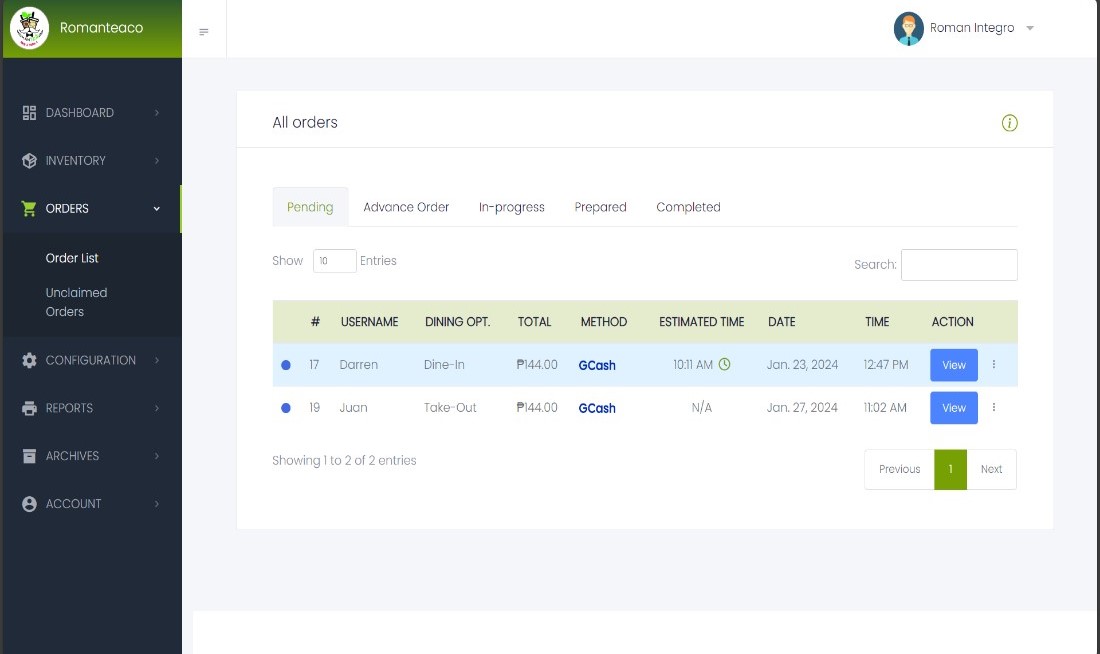 Romanteaco
Roman Integro
DASHBOARD
INVENTORY
ORDERS
Order List
Unclaimed
Orders
CONFIGURATION
REPORTS
ARCHIVES
ACCOUNT
All orders
Pending Advance Order In-progress Prepared Completed
Show 10 Entries
Search:
# USERNAME DINING OPT. TOTAL METHOD ESTIMATED TIME DATE TIME ACTION
17 Darren Dine-In ₱144.00 GCash 10:11 AM Jan. 23, 2024 12:47 PM View
19 Juan Take-Out ₱144.00 GCash N/A Jan. 27, 2024 11:02 AM View
Showing 1 to 2 of 2 entries
Previous 1 Next